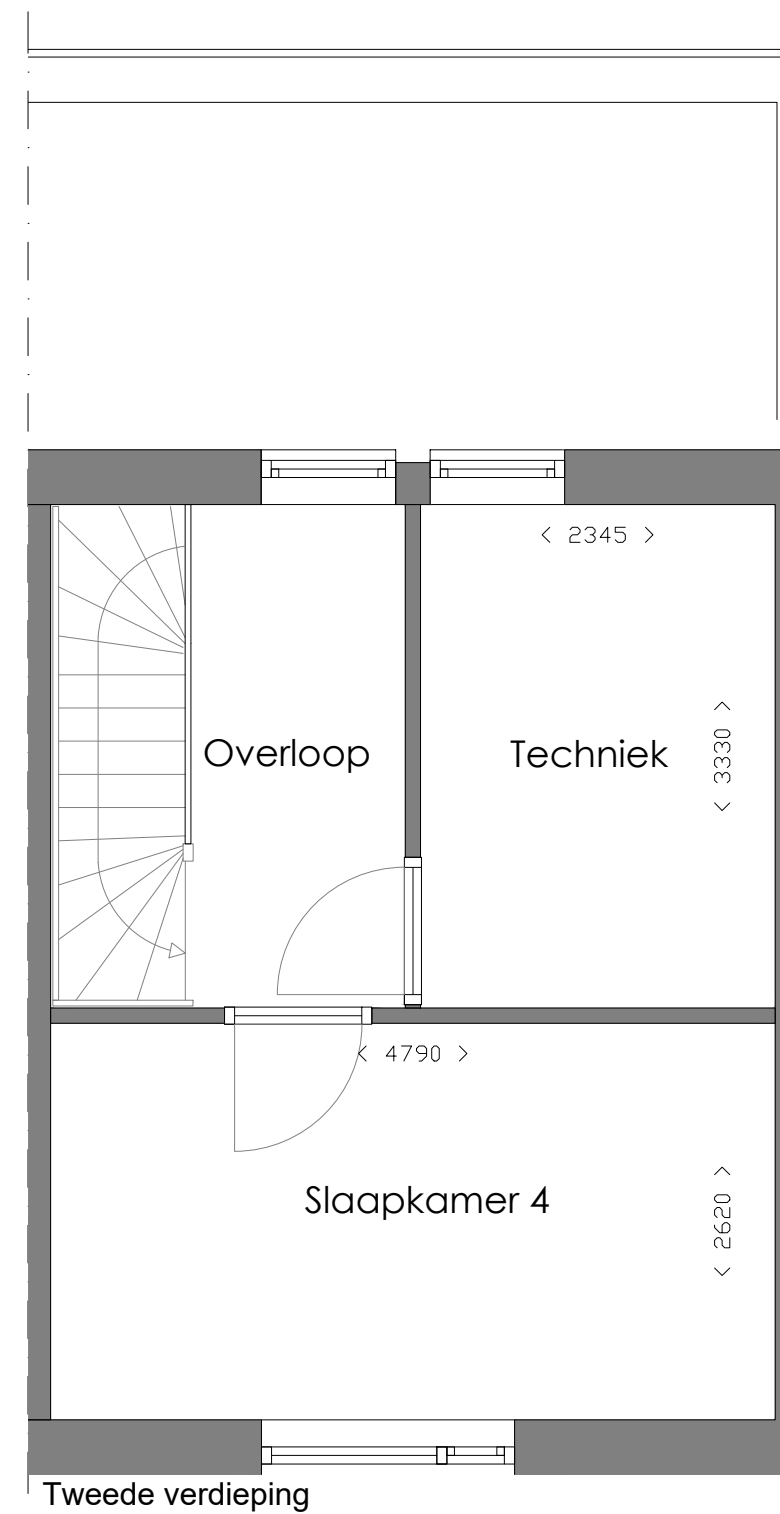 < 2345 >
Overloop
Techniek
< 3330 >
< 4790 >
Slaapkamer 4
< 2620 >
Tweede verdieping